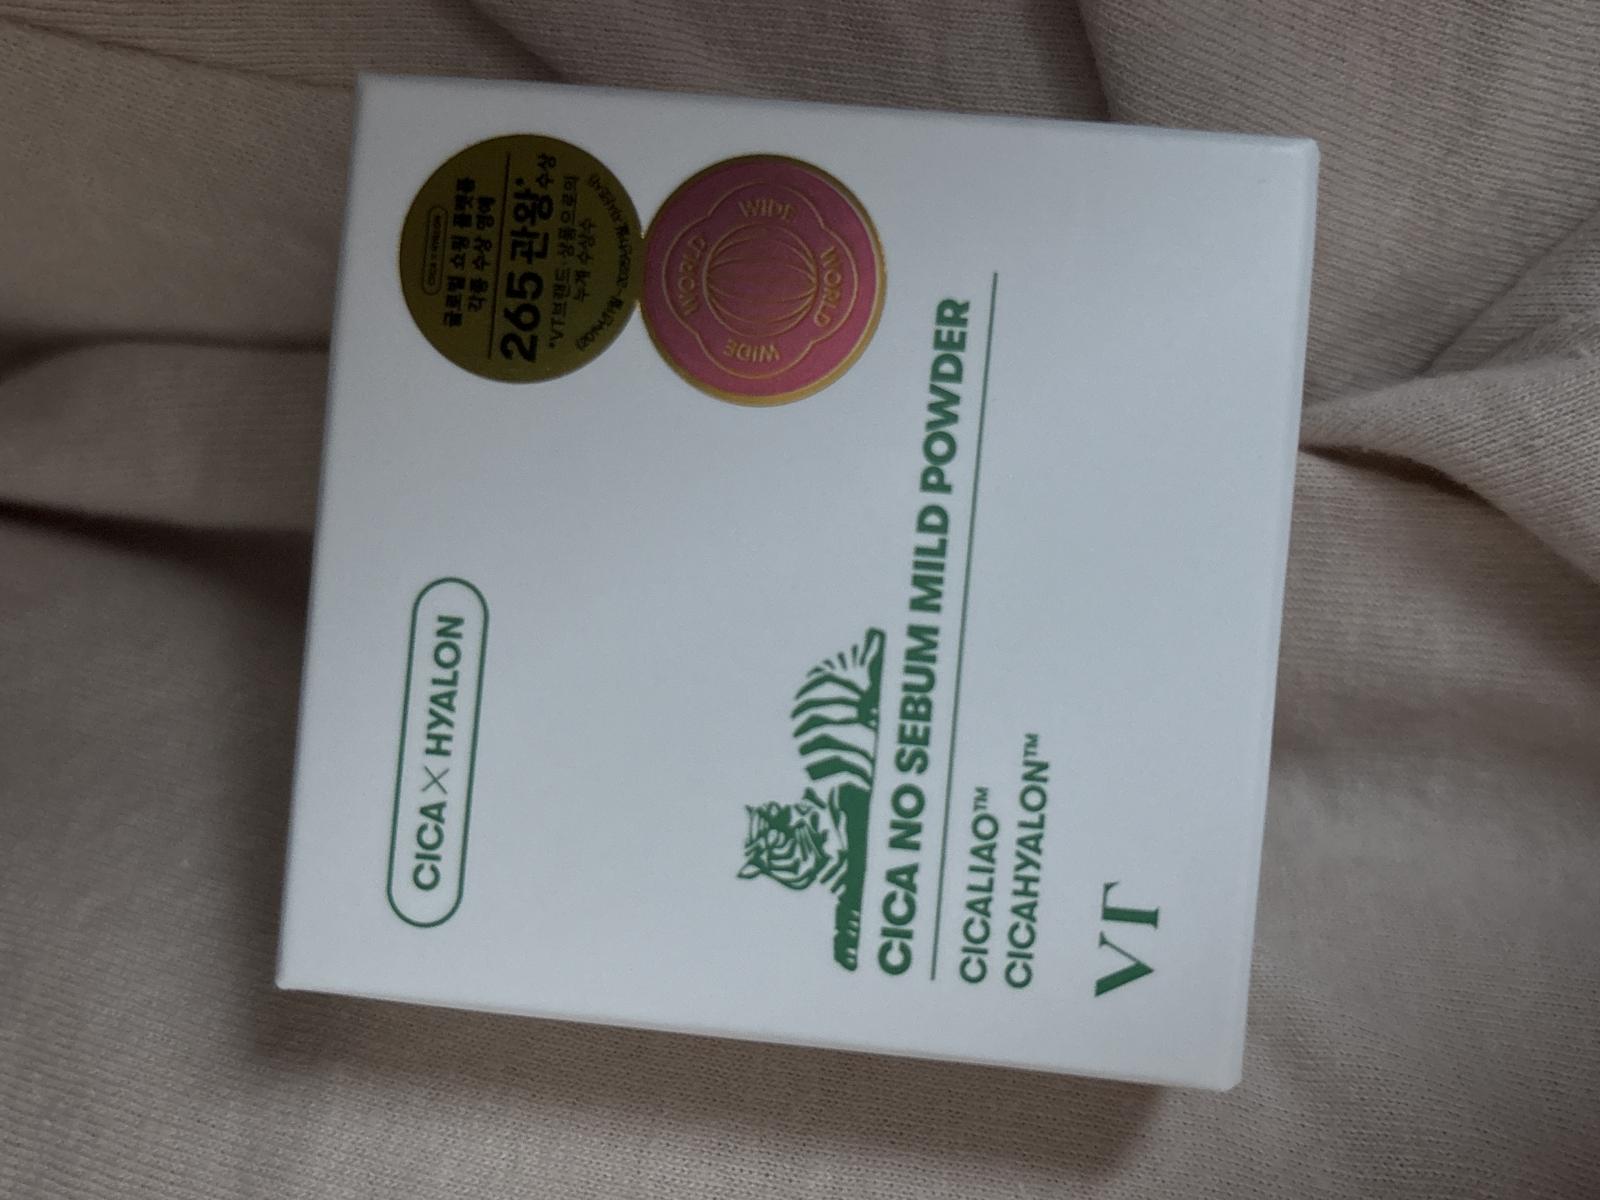 CICA X HYALON
CICA X HYALON
글로벌 쇼핑 플랫폼
각종 수상 영예
265관왕* 수상
*VT브랜드 상품으로의
누계 수상수
WORLD
WIDE
WORLD
WIDE
CICA NO SEBUM MILD POWDER
CICALIAO™
CICAHYALON™
VT